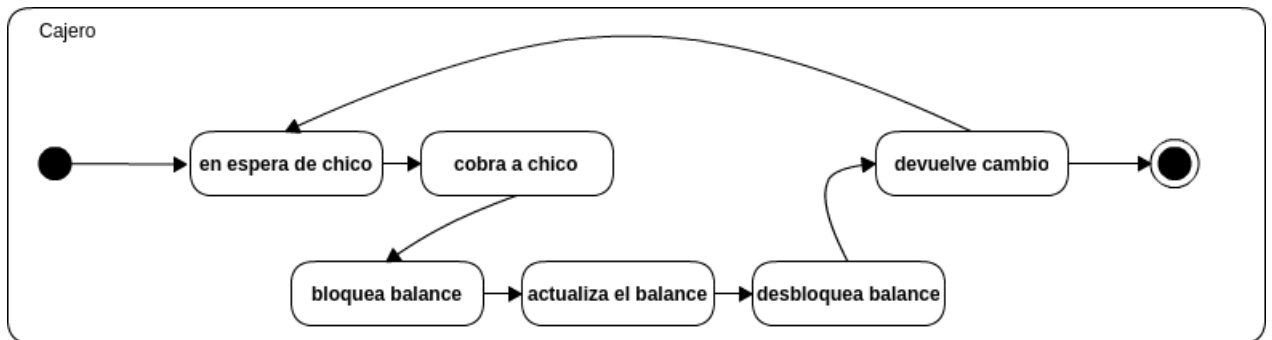 Cajero
en espera de chico
cobra a chico
devuelve cambio
bloquea balance
actualiza el balance
desbloquea balance